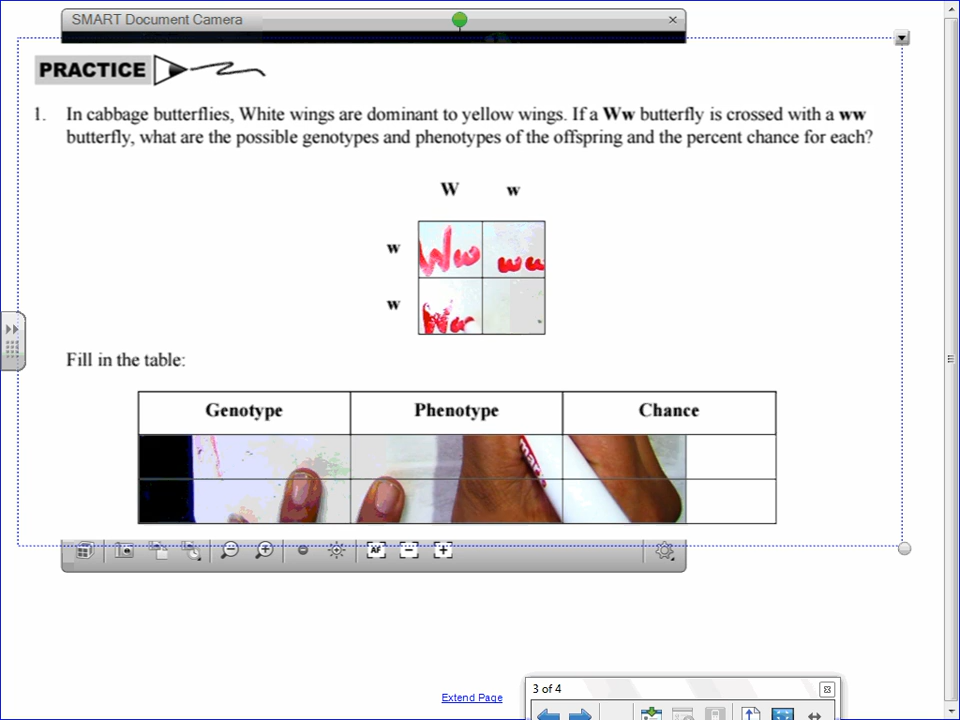 SMART Document Camera
PRACTICE
1. In cabbage butterflies, White wings are dominant to yellow wings. If a Ww butterfly is crossed with a ww
butterfly, what are the possible genotypes and phenotypes of the offspring and the percent chance for each?
W w
w Ww ww
w Ww
Fill in the table:
Genotype Phenotype Chance
AF
Extend Page
3 of 4